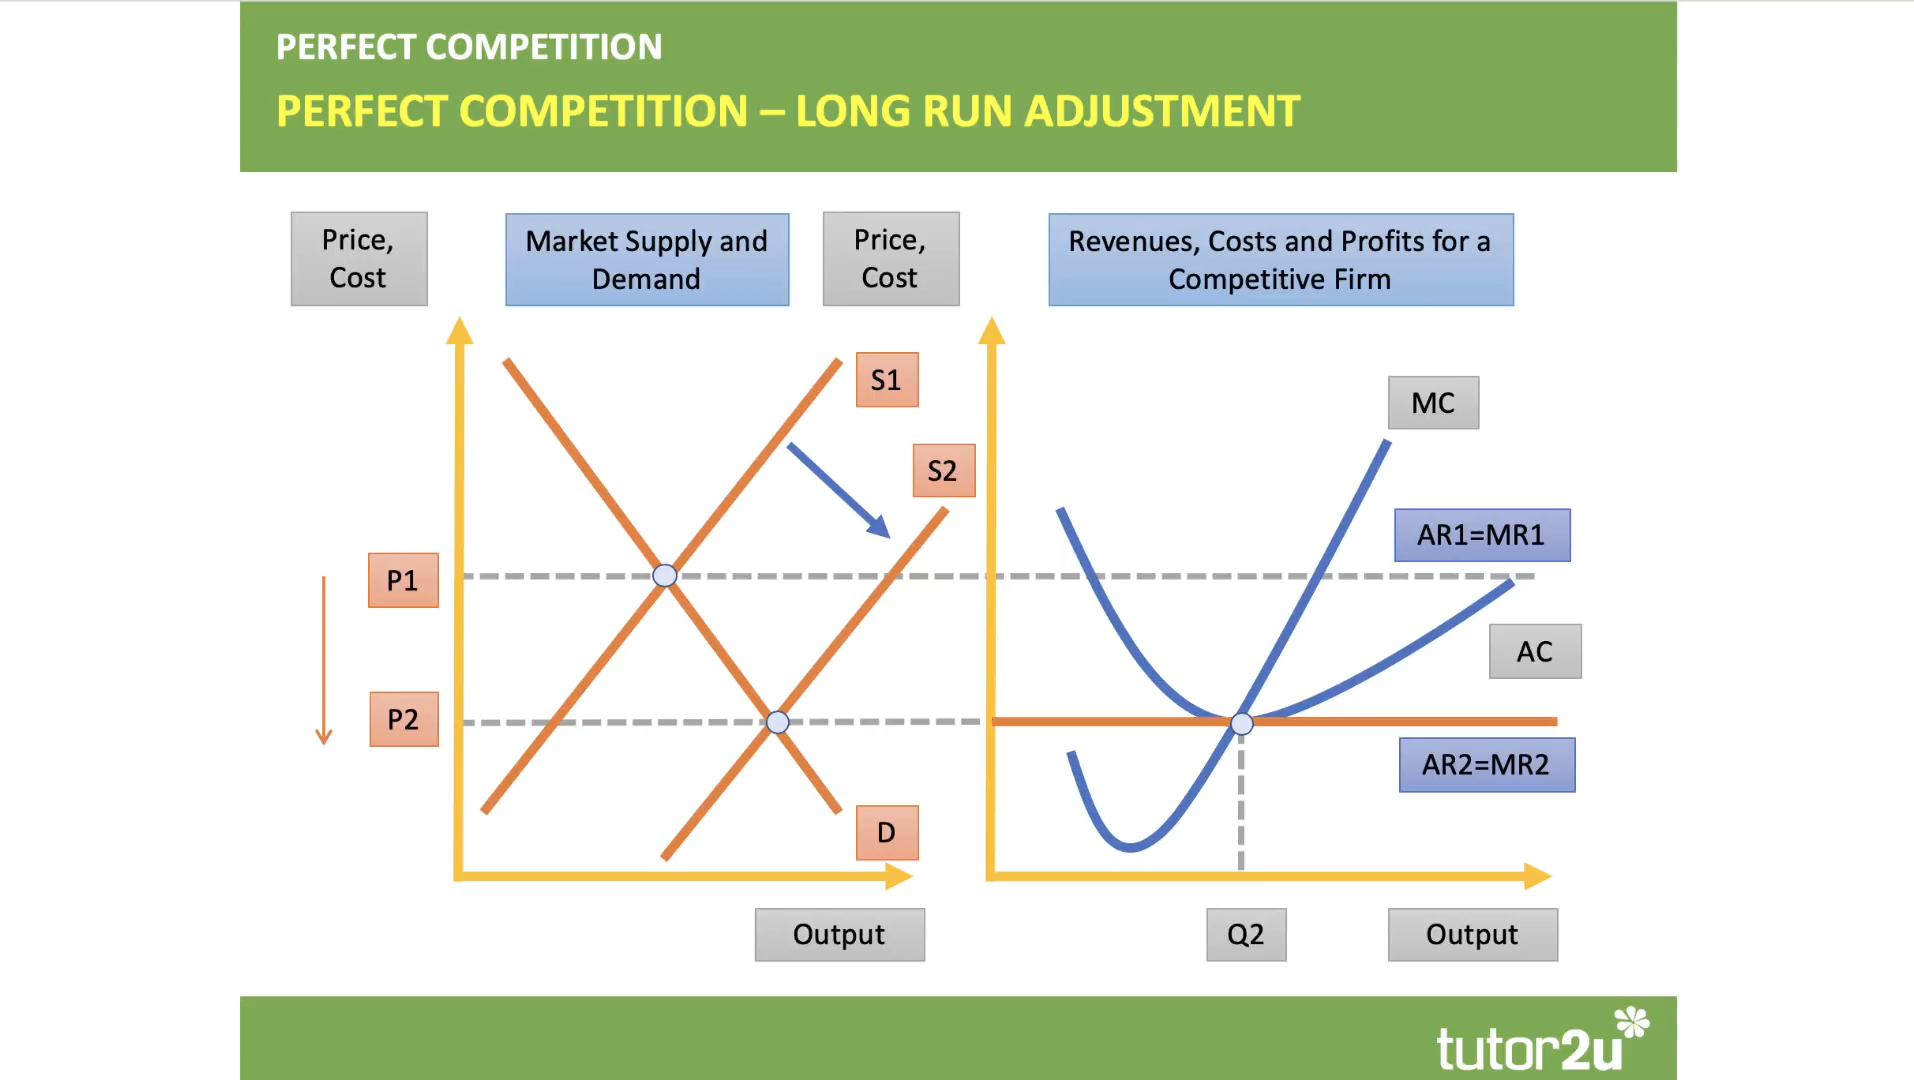 PERFECT COMPETITION
PERFECT COMPETITION – LONG RUN ADJUSTMENT
Price,
Cost
Market Supply and
Demand
Price,
Cost
Revenues, Costs and Profits for a
Competitive Firm
S1
MC
S2
AR1=MR1
P1
AC
P2
AR2=MR2
D
Output
Q2
Output
tutor2u